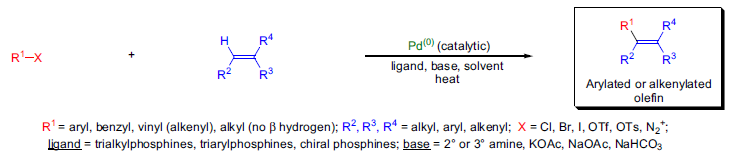 R¹–X + H R⁴ R² R³ Pd⁽⁰⁾ (catalytic) R¹ R⁴ R² R³
ligand, base, solvent
heat
Arylated or alkenylated
olefin
R¹ = aryl, benzyl, vinyl (alkenyl), alkyl (no β hydrogen); R², R³, R⁴ = alkyl, aryl, alkenyl; X = Cl, Br, I, OTf, OTs, N₂⁺;
ligand = trialkylphosphines, triarylphosphines, chiral phosphines; base = 2° or 3° amine, KOAc, NaOAc, NaHCO₃